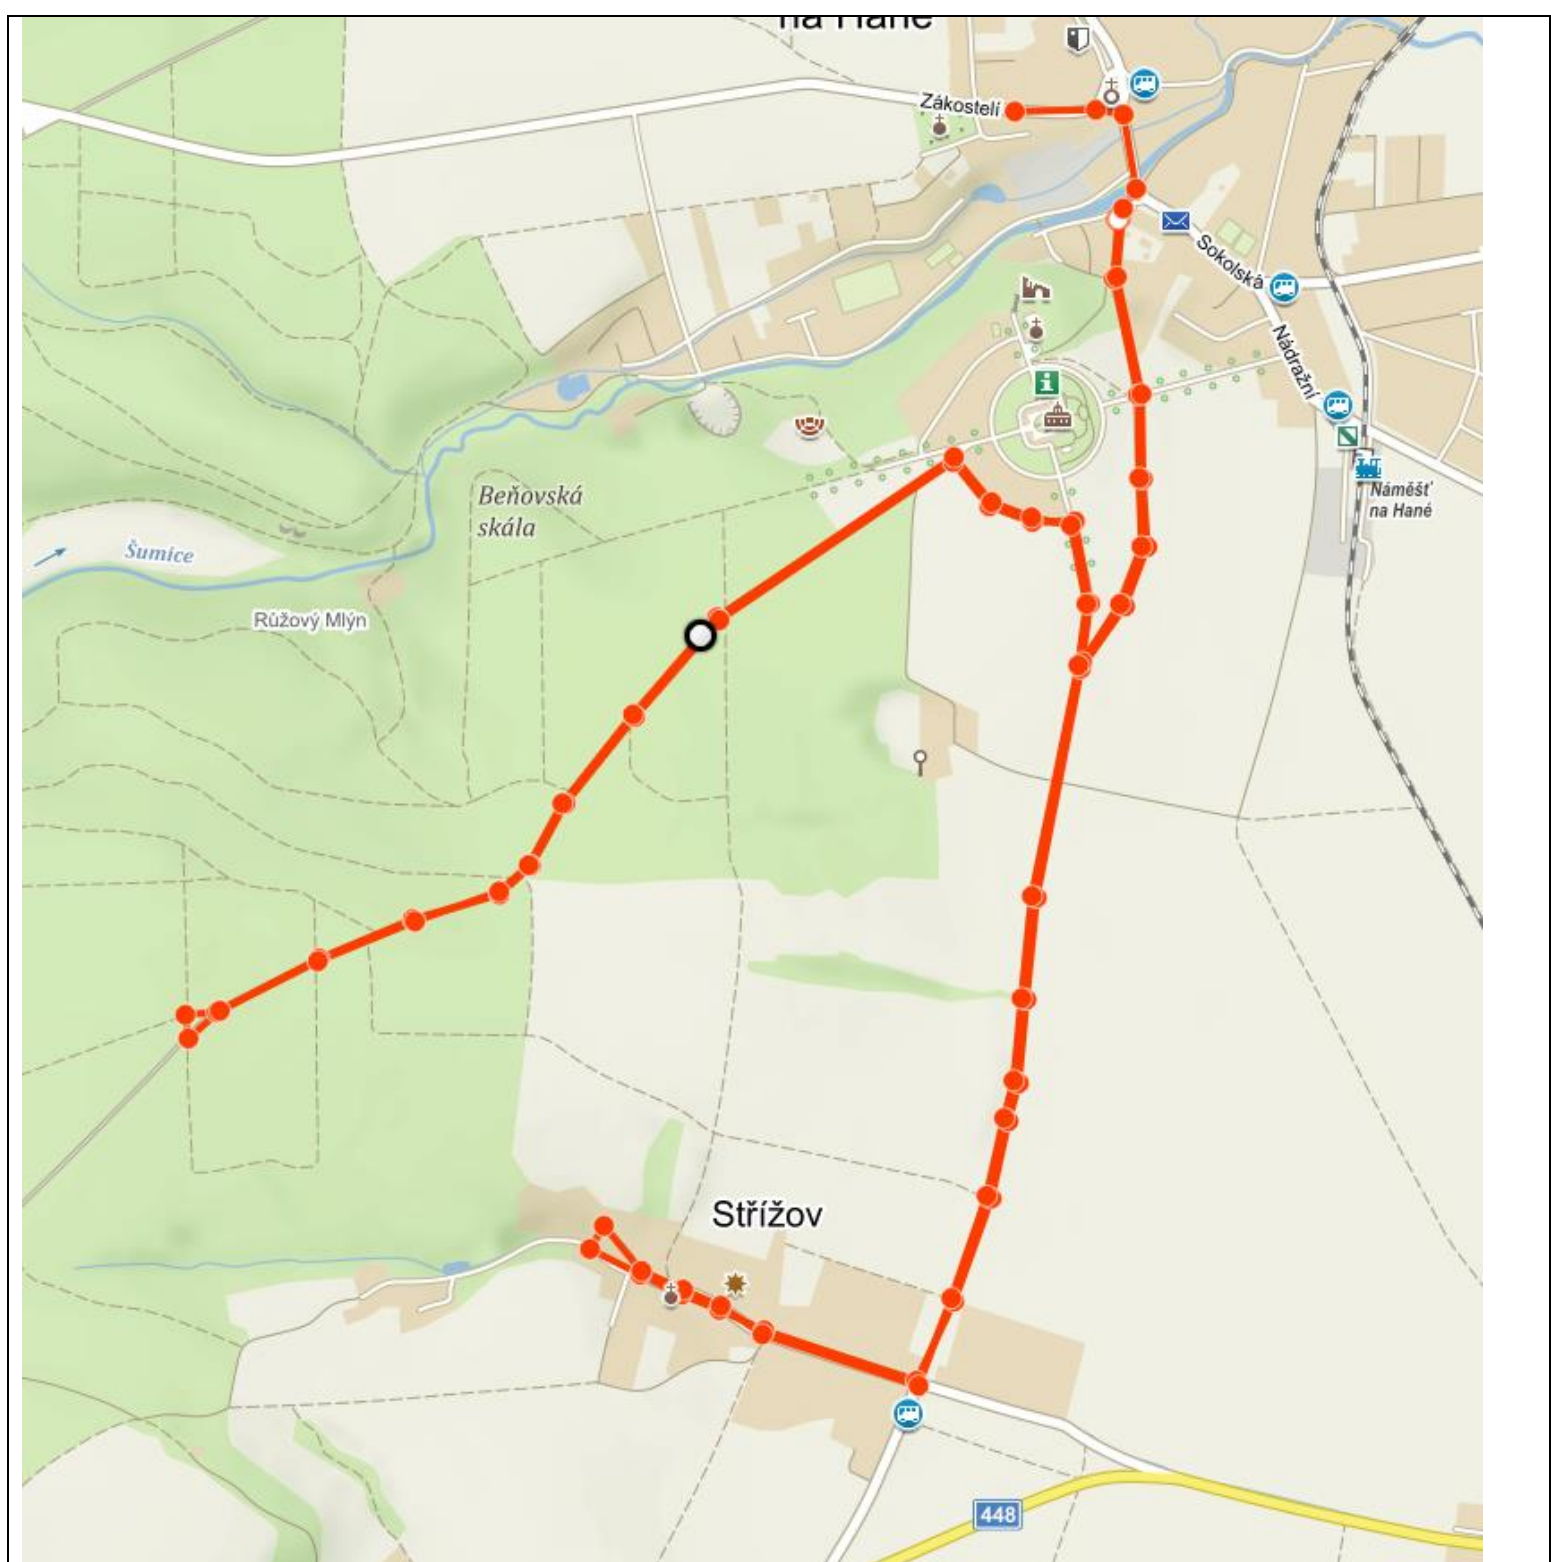 na Hané
Zákostelí
Sokolská
Nádražní
Náměšť
na Hané
Beňovská
skála
Šumice
Růžový Mlýn
Střížov
448